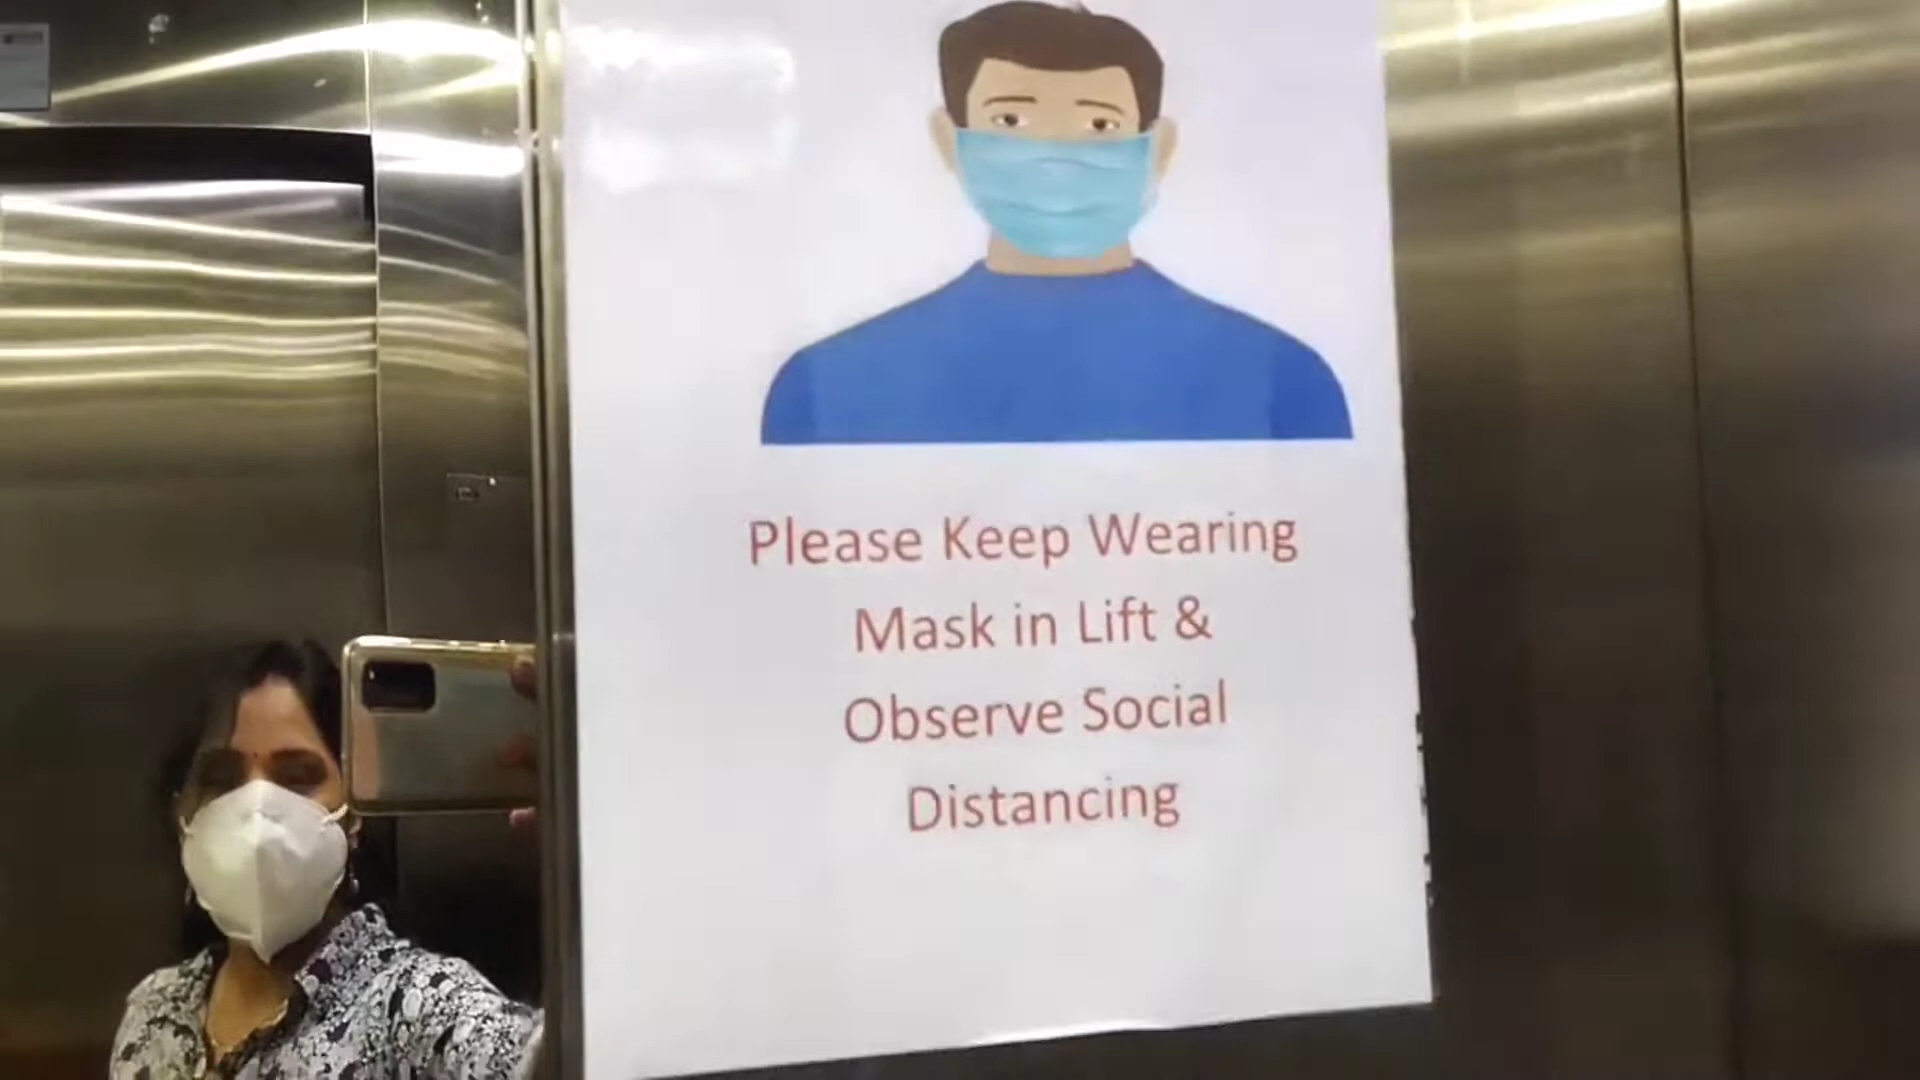 Please Keep Wearing
Mask in Lift &
Observe Social
Distancing